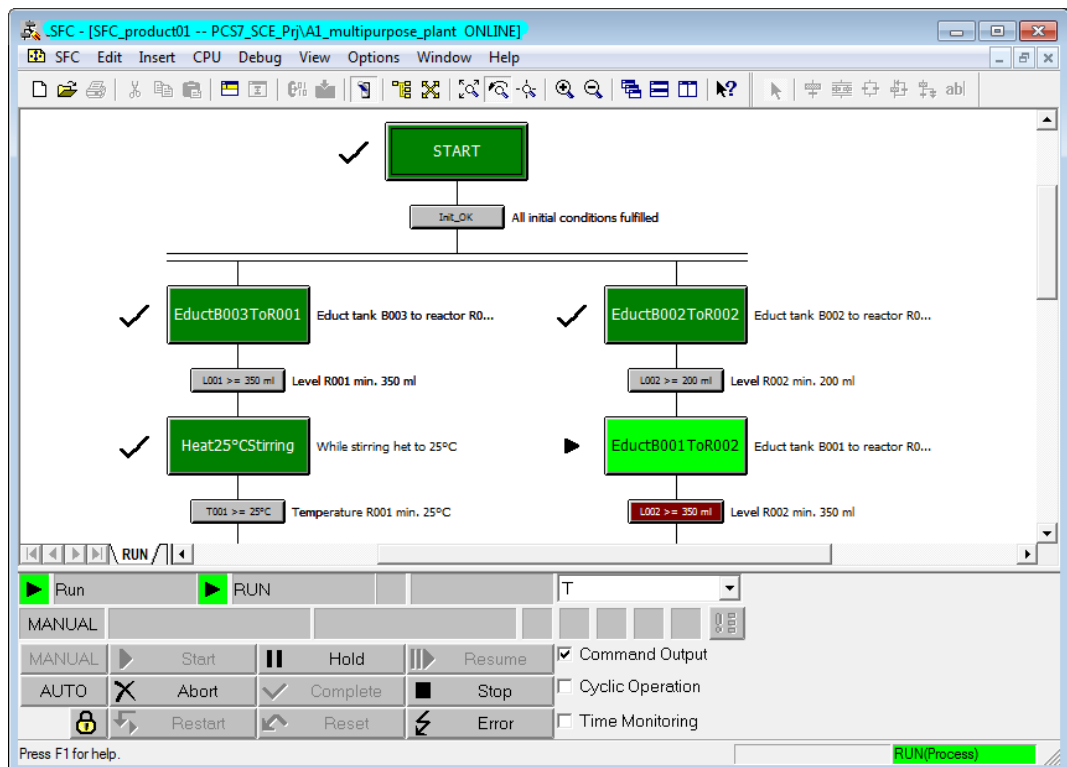 SFC - [SFC_product01 -- PCS7_SCE_Prj\A1_multipurpose_plant ONLINE]
SFC Edit Insert CPU Debug View Options Window Help
abl
START
Init_OK All initial conditions fulfilled
EductB003ToR001 Educt tank B003 to reactor R0... EductB002ToR002 Educt tank B002 to reactor R0...
L001 >= 350 ml Level R001 min. 350 ml L002 >= 200 ml Level R002 min. 200 ml
Heat25°CStirring While stirring het to 25°C EductB001ToR002 Educt tank B001 to reactor R0...
T001 >= 25°C Temperature R001 min. 25°C L002 >= 350 ml Level R002 min. 350 ml
RUN
Run RUN T
MANUAL
MANUAL Start Hold Resume Command Output
AUTO Abort Complete Stop Cyclic Operation
Restart Reset Error Time Monitoring
Press F1 for help. RUN(Process)